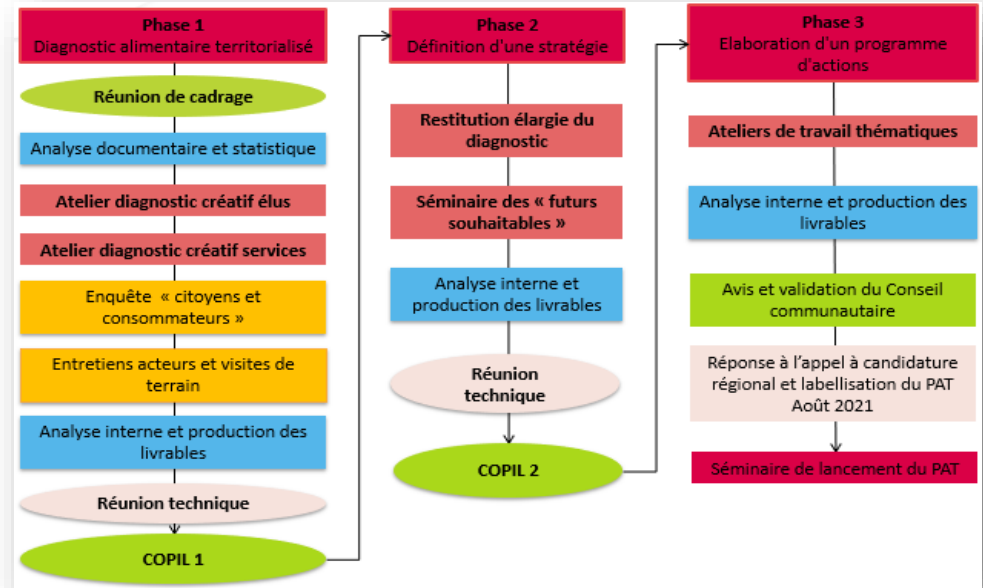 Phase 1
Diagnostic alimentaire territorialisé
Réunion de cadrage
Analyse documentaire et statistique
Atelier diagnostic créatif élus
Atelier diagnostic créatif services
Enquête « citoyens et
consommateurs »
Entretiens acteurs et visites de
terrain
Analyse interne et production des
livrables
Réunion technique
COPIL 1
Phase 2
Définition d'une stratégie
Restitution élargie du
diagnostic
Séminaire des « futurs
souhaitables »
Analyse interne et
production des livrables
Réunion
technique
COPIL 2
Phase 3
Elaboration d'un programme
d'actions
Ateliers de travail thématiques
Analyse interne et production des
livrables
Avis et validation du Conseil
communautaire
Réponse à l'appel à candidature
régional et labellisation du PAT
Août 2021
Séminaire de lancement du PAT